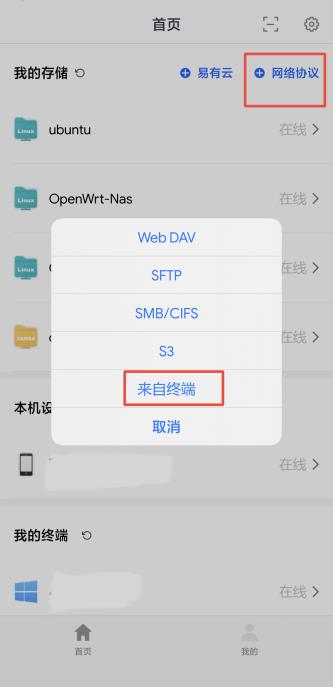 首页
我的存储 易有云 网络协议
Linux ubuntu 在线
Linux OpenWrt-Nas 在线
Web DAV
Linux 在线
SFTP
SMB/CIFS
SAMBA 在线
S3
来自终端
本机设
取消
在线
我的终端
在线
首页 我的